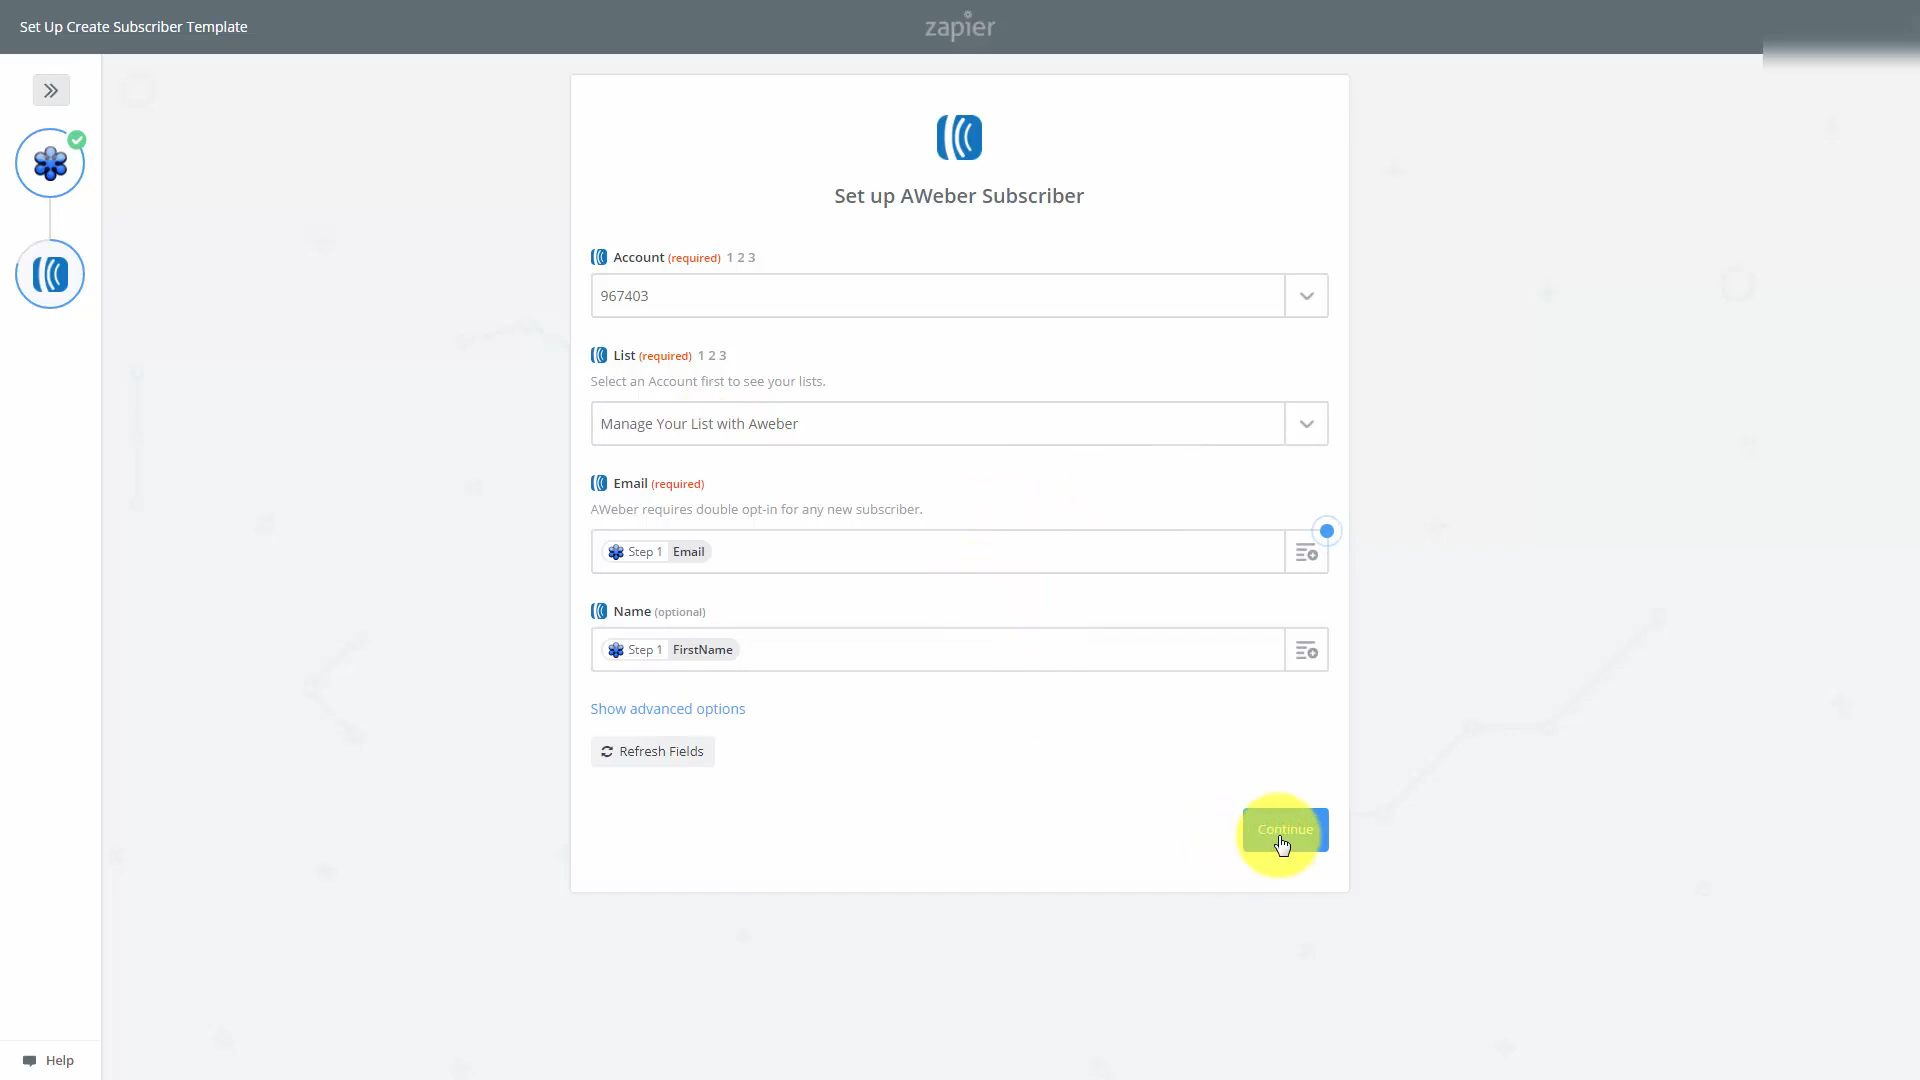 Set Up Create Subscriber Template
zapier
Set up AWeber Subscriber
Account (required) 1 2 3
967403
List (required) 1 2 3
Select an Account first to see your lists.
Manage Your List with Aweber
Email (required)
AWeber requires double opt-in for any new subscriber.
Step 1 Email
Name (optional)
Step 1 FirstName
Show advanced options
Refresh Fields
Continue
Help